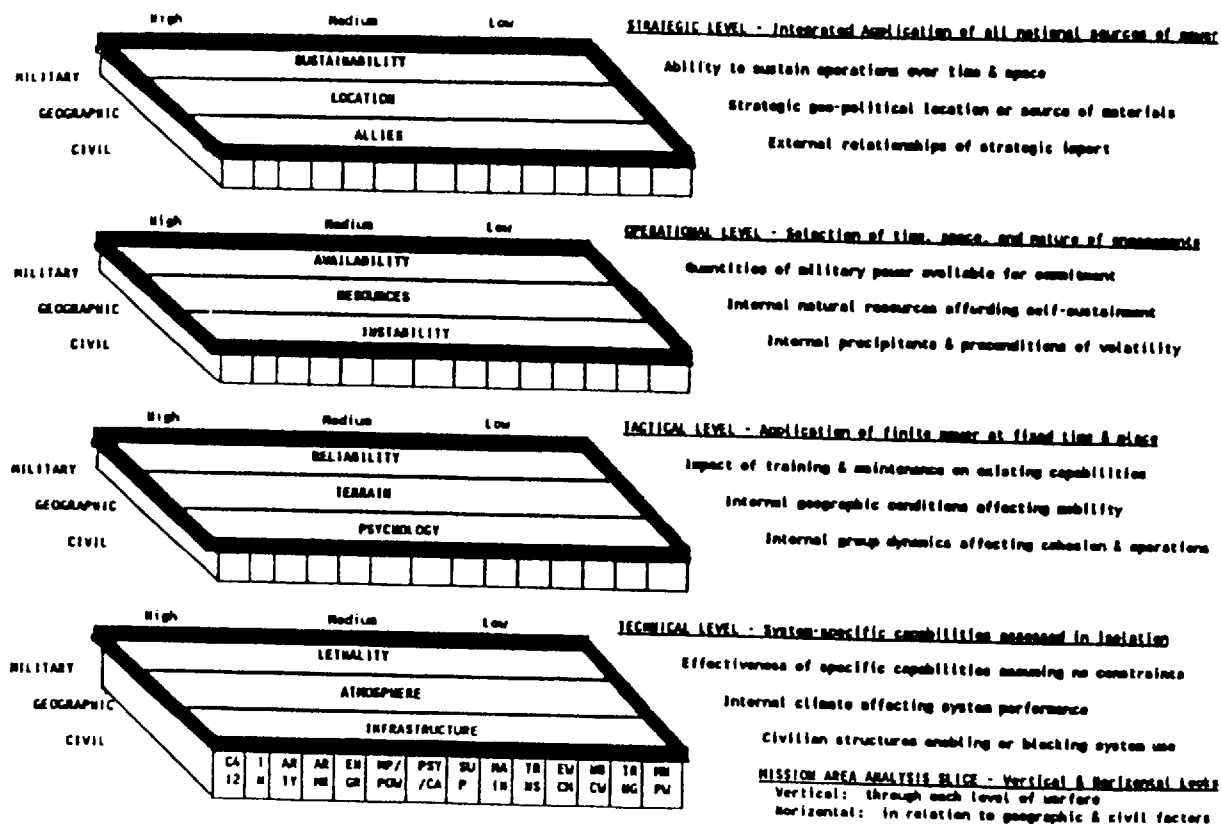 High Medium Low
STRATEGIC LEVEL - Integrated Application of all national sources of power
MILITARY SUSTAINABILITY Ability to sustain operations over time & space
GEOGRAPHIC LOCATION Strategic geo-political location or source of materials
CIVIL ALLIES External relationships of strategic import
High Medium Low
OPERATIONAL LEVEL - Selection of time, space, and nature of engagements
MILITARY AVAILABILITY Quantities of military power available for commitment
GEOGRAPHIC RESOURCES Internal natural resources affording self-sustainment
CIVIL INSTABILITY Internal precipitants & preconditions of volatility
High Medium Low
TACTICAL LEVEL - Application of finite power at fixed time & place
MILITARY RELIABILITY Impact of training & maintenance on existing capabilities
GEOGRAPHIC TERRAIN Internal geographic conditions affecting mobility
CIVIL PSYCHOLOGY Internal group dynamics affecting cohesion & operations
High Medium Low
TECHNICAL LEVEL - System-specific capabilities assessed in isolation
MILITARY LETHALITY Effectiveness of specific capabilities assuming no constraints
GEOGRAPHIC ATMOSPHERE Internal climate affecting system performance
CIVIL INFRASTRUCTURE Civilian structures enabling or blocking system use
C4 I AR AR EN MP/ PSY SU MA TR EW TR
I2 N TY MR GR POW /CA P IN NS CM CW NG PW
MISSION AREA ANALYSIS SLICE - Vertical & Horizontal Looks
Vertical: through each level of warfare
Horizontal: in relation to geographic & civil factors